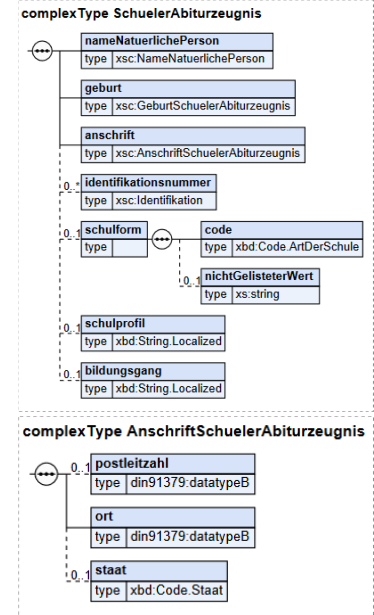 complexType SchuelerAbiturzeugnis
nameNatuerlichePerson
type xsc:NameNatuerlichePerson
geburt
type xsc:GeburtSchuelerAbiturzeugnis
anschrift
type xsc:AnschriftSchuelerAbiturzeugnis
0..* identifikationsnummer
type xsc:Identifikation
0..1 schulform
type
code
type xbd:Code.ArtDerSchule
0..1 nichtGelisteterWert
type xs:string
0..1 schulprofil
type xbd:String.Localized
0..1 bildungsgang
type xbd:String.Localized
complexType AnschriftSchuelerAbiturzeugnis
0..1 postleitzahl
type din91379:datatypeB
ort
type din91379:datatypeB
0..1 staat
type xbd:Code.Staat